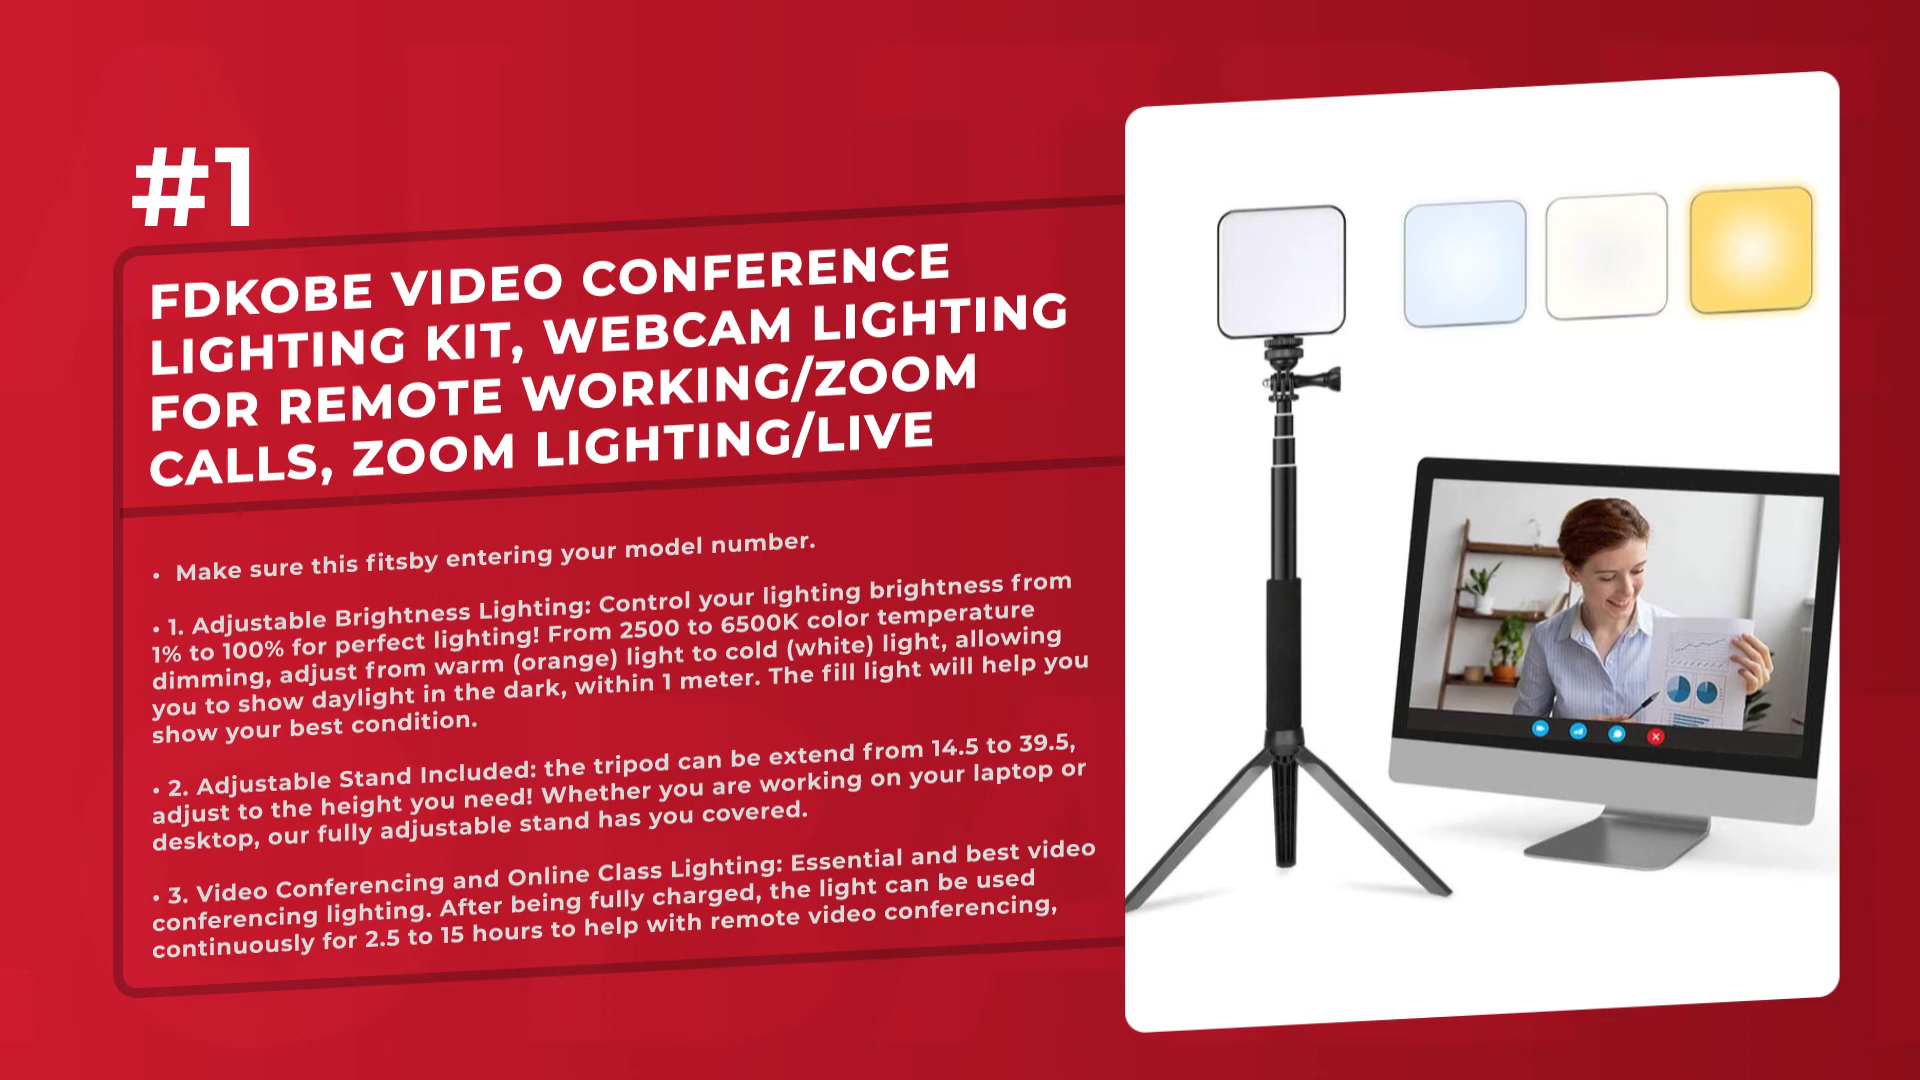 #1
FDKOBE VIDEO CONFERENCE
LIGHTING KIT, WEBCAM LIGHTING
FOR REMOTE WORKING/ZOOM
CALLS, ZOOM LIGHTING/LIVE
• Make sure this fitsby entering your model number.
• 1. Adjustable Brightness Lighting: Control your lighting brightness from
1% to 100% for perfect lighting! From 2500 to 6500K color temperature
dimming, adjust from warm (orange) light to cold (white) light, allowing
you to show daylight in the dark, within 1 meter. The fill light will help you
show your best condition.
• 2. Adjustable Stand Included: the tripod can be extend from 14.5 to 39.5,
adjust to the height you need! Whether you are working on your laptop or
desktop, our fully adjustable stand has you covered.
• 3. Video Conferencing and Online Class Lighting: Essential and best video
conferencing lighting. After being fully charged, the light can be used
continuously for 2.5 to 15 hours to help with remote video conferencing,